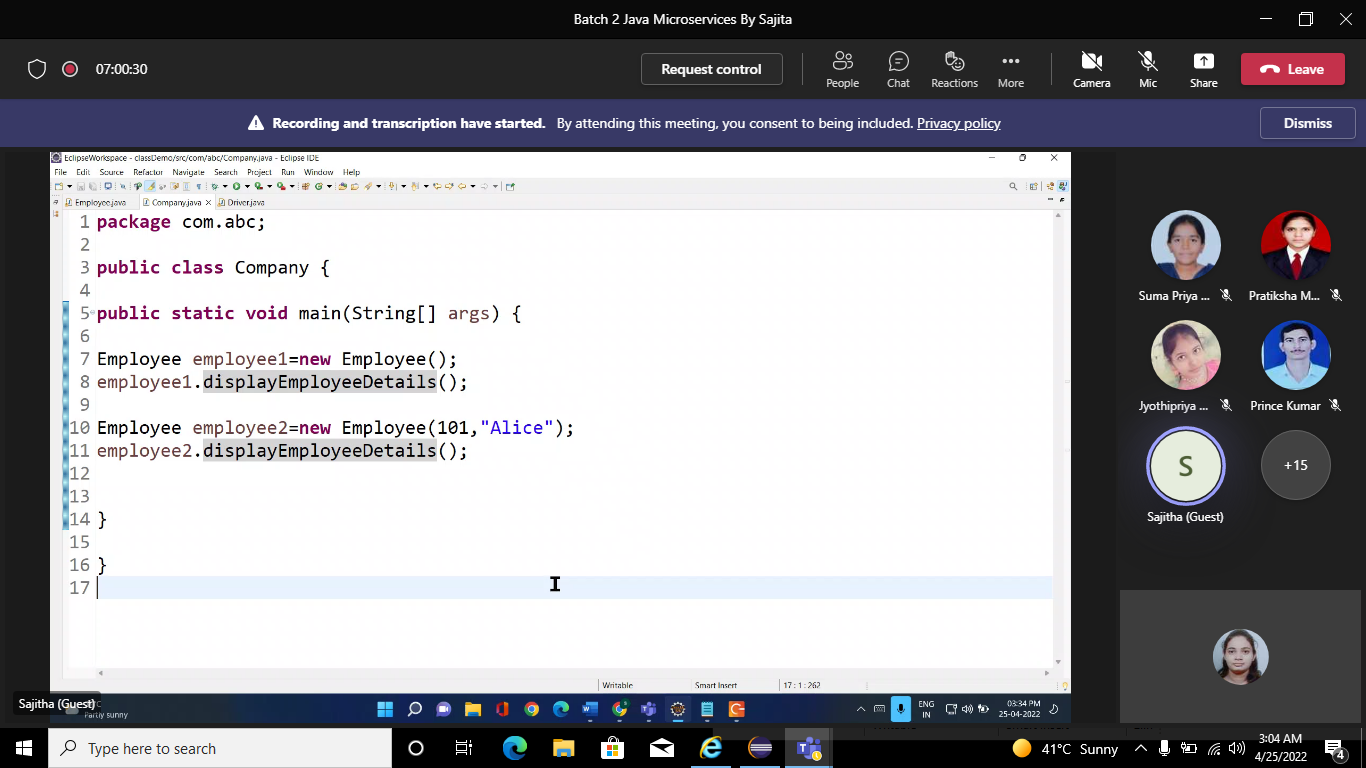 Batch 2 Java Microservices By Sajita
07:00:30
Request control
People
Chat
Reactions
More
Camera
Mic
Share
Leave
Recording and transcription have started. By attending this meeting, you consent to being included. Privacy policy
Dismiss
EclipseWorkspace - classDemo/src/com/abc/Company.java - Eclipse IDE
File Edit Source Refactor Navigate Search Project Run Window Help
Employee.java Company.java Driver.java
1 package com.abc;
2
3 public class Company {
4
5 public static void main(String[] args) {
6
7 Employee employee1=new Employee();
8 employee1.displayEmployeeDetails();
9
10 Employee employee2=new Employee(101,"Alice");
11 employee2.displayEmployeeDetails();
12
13
14 }
15
16 }
17
Writable Smart Insert 17 : 1 : 262
Suma Priya ...
Pratiksha M...
Jyothipriya ...
Prince Kumar
S
+15
Sajitha (Guest)
Sajitha (Guest)
Partly sunny
ENG
IN
03:34 PM
25-04-2022
Type here to search
41°C Sunny
3:04 AM
4/25/2022
4